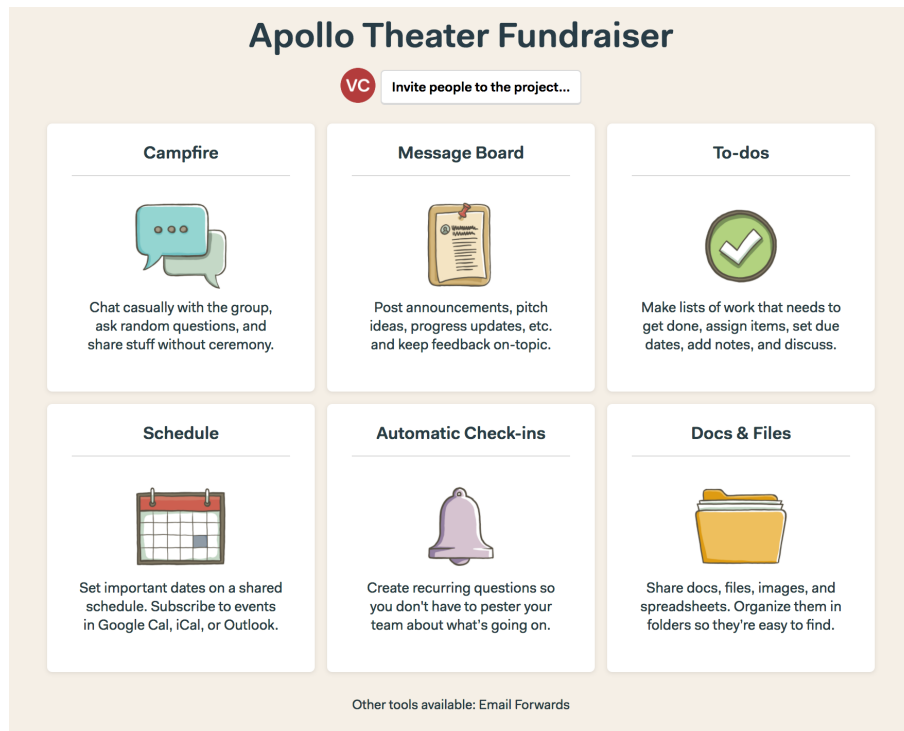 Apollo Theater Fundraiser
VC
Invite people to the project...
Campfire
Chat casually with the group,
ask random questions, and
share stuff without ceremony.
Message Board
Post announcements, pitch
ideas, progress updates, etc.
and keep feedback on-topic.
To-dos
Make lists of work that needs to
get done, assign items, set due
dates, add notes, and discuss.
Schedule
Set important dates on a shared
schedule. Subscribe to events
in Google Cal, iCal, or Outlook.
Automatic Check-ins
Create recurring questions so
you don't have to pester your
team about what's going on.
Docs & Files
Share docs, files, images, and
spreadsheets. Organize them in
folders so they're easy to find.
Other tools available: Email Forwards